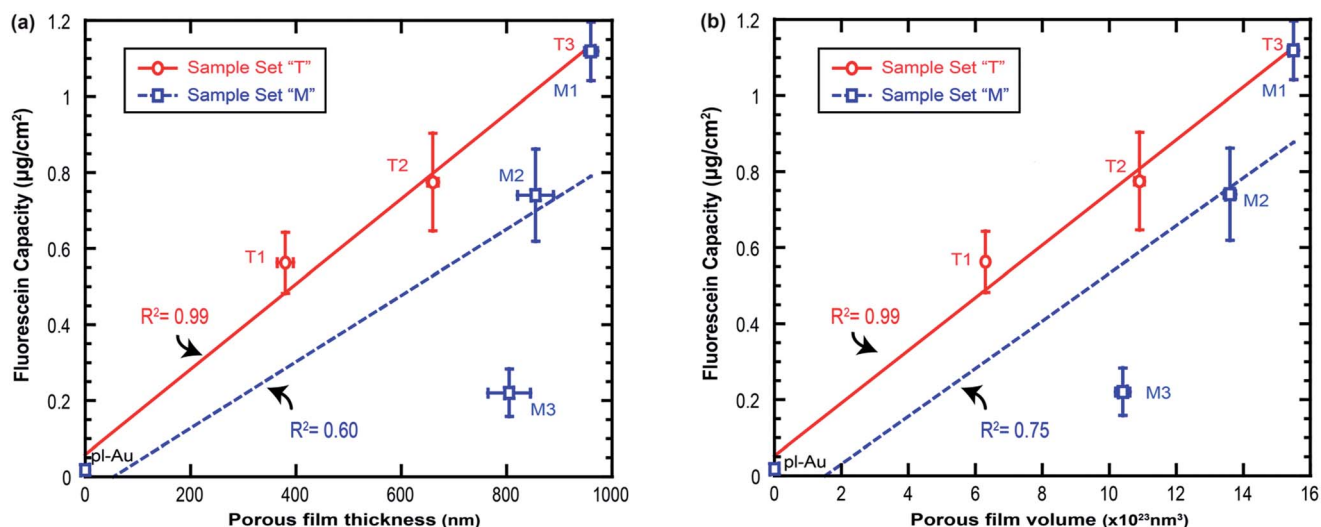 (a)
Fluorescein Capacity (µg/cm²)
1.2
1
0.8
0.6
0.4
0.2
0
Sample Set “T”
Sample Set “M”
T3
M1
T2
M2
T1
R²= 0.99
M3
R²= 0.60
pl-Au
0 200 400 600 800 1000
Porous film thickness (nm)
(b)
Fluorescein Capacity (µg/cm²)
1.2
1
0.8
0.6
0.4
0.2
0
Sample Set “T”
Sample Set “M”
T3
M1
T2
M2
T1
R²= 0.99
M3
R²= 0.75
pl-Au
0 2 4 6 8 10 12 14 16
Porous film volume (x10²³nm³)